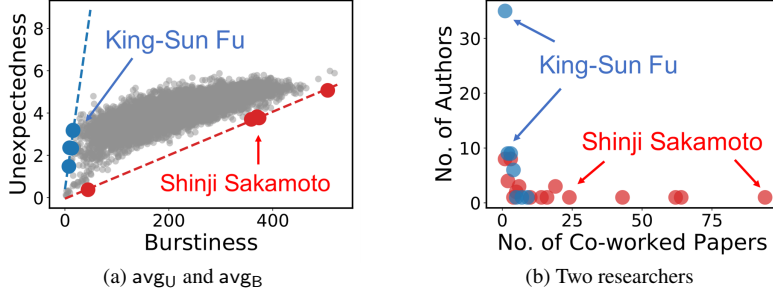 Unexpectedness
8
6
4
2
0
King-Sun Fu
Shinji Sakamoto
0
200
400
Burstiness
(a) avgU and avgB
No. of Authors
30
20
10
0
King-Sun Fu
Shinji Sakamoto
0
25
50
75
No. of Co-worked Papers
(b) Two researchers